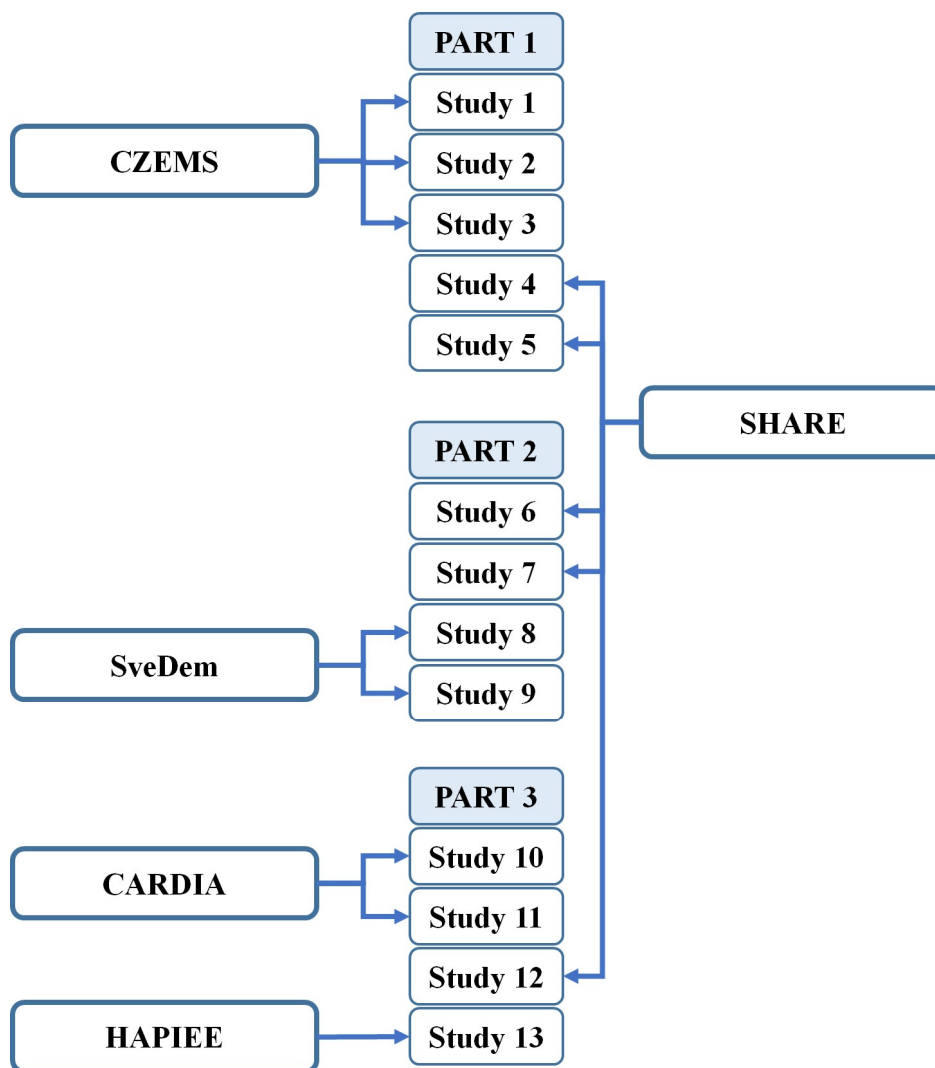 PART 1
Study 1
CZEMS
Study 2
Study 3
Study 4
Study 5
SHARE
PART 2
Study 6
Study 7
Study 8
SveDem
Study 9
PART 3
Study 10
CARDIA
Study 11
Study 12
HAPIEE
Study 13